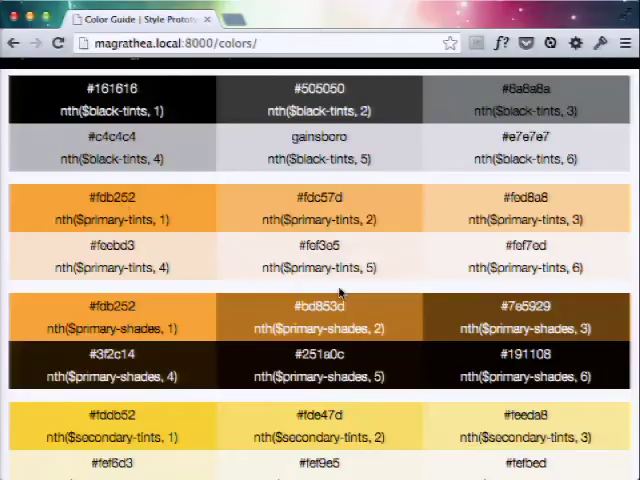 Color Guide | Style Prototy
magrathea.local:8000/colors/
f?
#161616 #505050 #8a8a8a
nth($black-tints, 1) nth($black-tints, 2) nth($black-tints, 3)
#c4c4c4 gainsboro #e7e7e7
nth($black-tints, 4) nth($black-tints, 5) nth($black-tints, 6)
#fdb252 #fdc57d #fed8a8
nth($primary-tints, 1) nth($primary-tints, 2) nth($primary-tints, 3)
#feebd3 #fef3e5 #fef7ed
nth($primary-tints, 4) nth($primary-tints, 5) nth($primary-tints, 6)
#fdb252 #bd853d #7e5929
nth($primary-shades, 1) nth($primary-shades, 2) nth($primary-shades, 3)
#3f2c14 #251a0c #191108
nth($primary-shades, 4) nth($primary-shades, 5) nth($primary-shades, 6)
#fddb52 #fde47d #feeda8
nth($secondary-tints, 1) nth($secondary-tints, 2) nth($secondary-tints, 3)
#fef6d3 #fef9e5 #fefbed